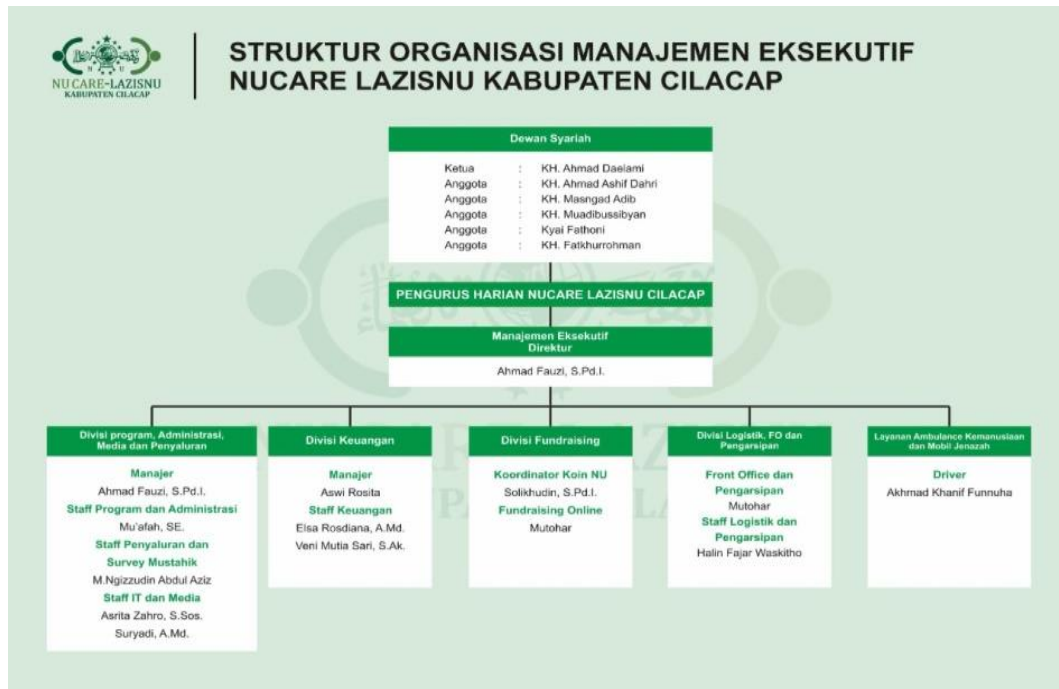 NU CARE-LAZISNU
KABUPATEN CILACAP
STRUKTUR ORGANISASI MANAJEMEN EKSEKUTIF
NUCARE LAZISNU KABUPATEN CILACAP
Dewan Syariah
Ketua : KH. Ahmad Daelami
Anggota : KH. Ahmad Ashif Dahri
Anggota : KH. Masngad Adib
Anggota : KH. Muadibussibyan
Anggota : Kyai Fathoni
Anggota : KH. Fatkhurrohman
PENGURUS HARIAN NUCARE LAZISNU CILACAP
Manajemen Eksekutif
Direktur
Ahmad Fauzi, S.Pd.I.
Divisi program, Administrasi,
Media dan Penyaluran
Manajer
Ahmad Fauzi, S.Pd.I.
Staff Program dan Administrasi
Mu'afah, SE.
Staff Penyaluran dan
Survey Mustahik
M.Ngizzudin Abdul Aziz
Staff IT dan Media
Asrita Zahro, S.Sos.
Suryadi, A.Md.
Divisi Keuangan
Manajer
Aswi Rosita
Staff Keuangan
Elsa Rosdiana, A.Md.
Veni Mutia Sari, S.Ak.
Divisi Fundraising
Koordinator Koin NU
Solikhudin, S.Pd.I.
Fundraising Online
Mutohar
Divisi Logistik, FO dan
Pengarsipan
Front Office dan
Pengarsipan
Mutohar
Staff Logistik dan
Pengarsipan
Halin Fajar Waskitho
Layanan Ambulance Kemanusiaan
dan Mobil Jenazah
Driver
Akhmad Khanif Funnuha